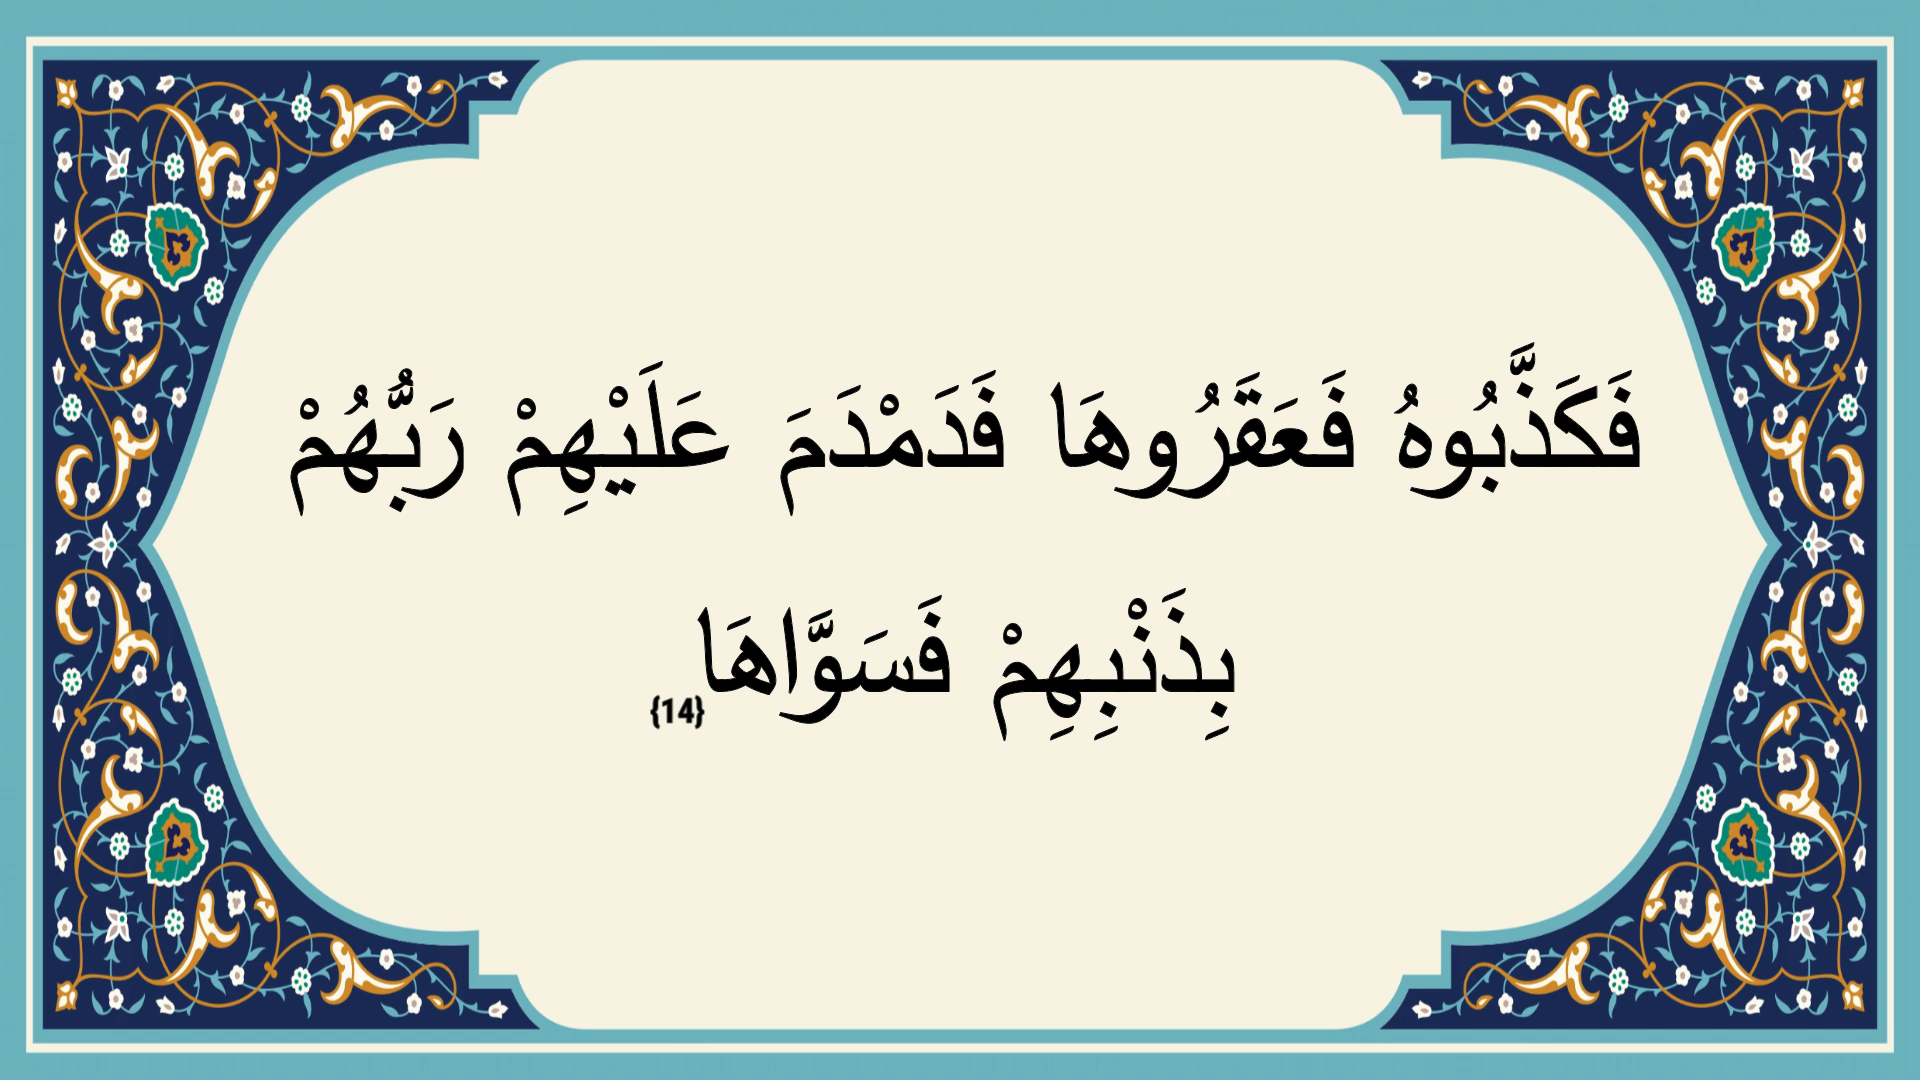 فَكَذَّبُوهُ فَعَقَرُوهَا فَدَمْدَمَ عَلَيْهِمْ رَبُّهُمْ
بِذَنْبِهِمْ فَسَوَّاهَا{14}